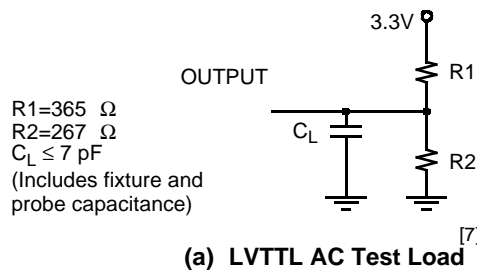 3.3V
OUTPUT
R1
R1=365 Ω
R2=267 Ω
C_L ≤ 7 pF
(Includes fixture and
probe capacitance)
C_L
R2
[7]
(a) LVTTL AC Test Load